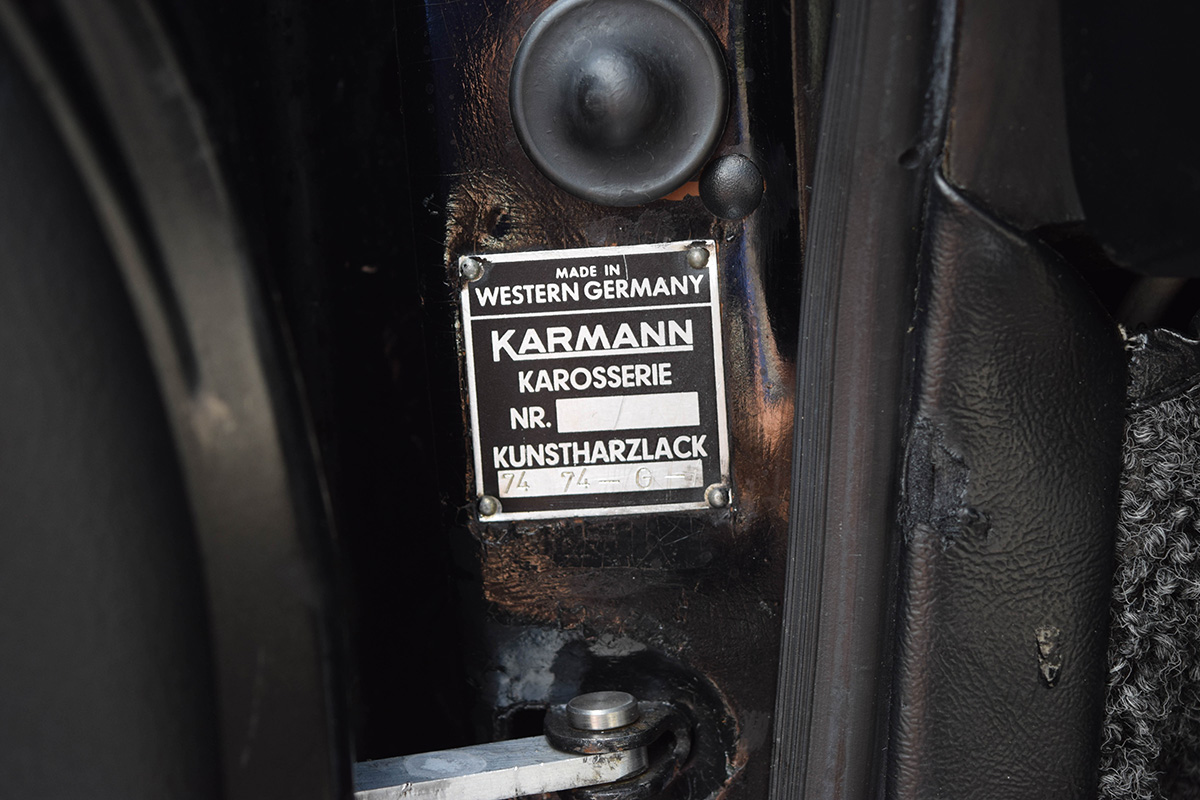 MADE IN
WESTERN GERMANY
KARMANN
KAROSSERIE
NR.
KUNSTHARZLACK
74 74 — G —